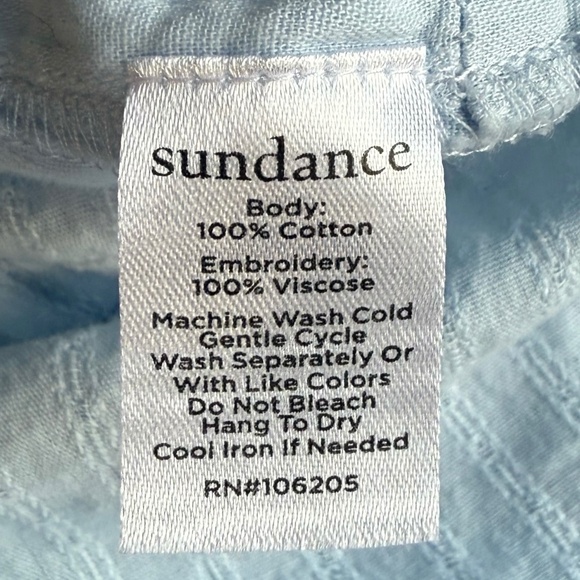 sundance
Body:
100% Cotton
Embroidery:
100% Viscose
Machine Wash Cold
Gentle Cycle
Wash Separately Or
With Like Colors
Do Not Bleach
Hang To Dry
Cool Iron If Needed
RN#106205